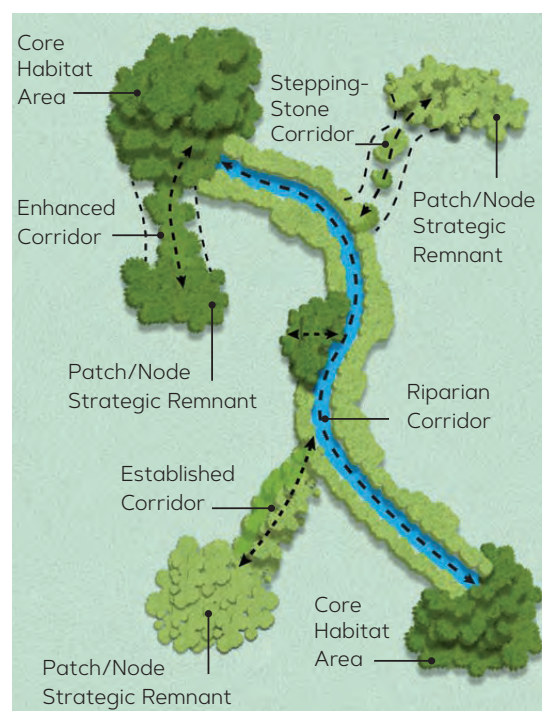 Core
Habitat
Area
Stepping-
Stone
Corridor
Patch/Node
Strategic
Remnant
Enhanced
Corridor
Patch/Node
Strategic Remnant
Riparian
Corridor
Established
Corridor
Core
Habitat
Area
Patch/Node
Strategic Remnant